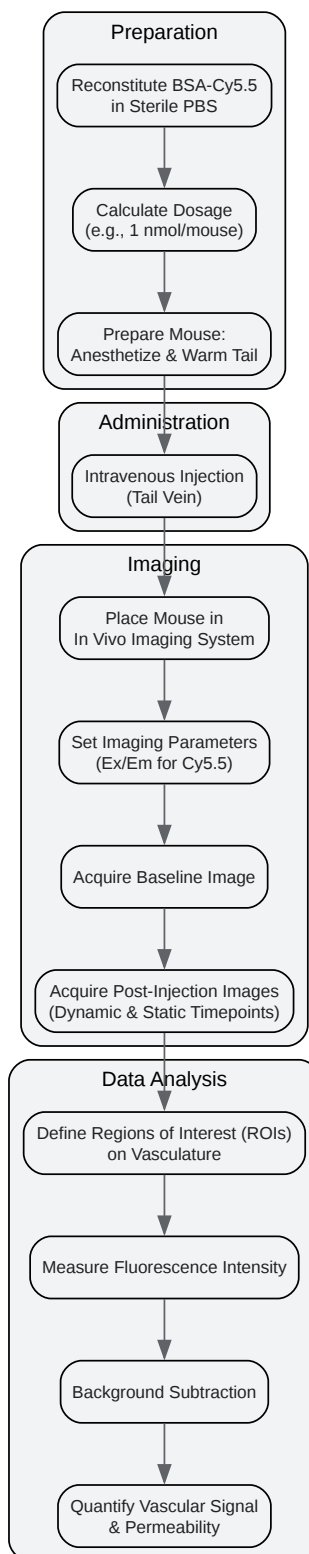 Preparation
Reconstitute BSA-Cy5.5
in Sterile PBS
Calculate Dosage
(e.g., 1 nmol/mouse)
Prepare Mouse:
Anesthetize & Warm Tail
Administration
Intravenous Injection
(Tail Vein)
Imaging
Place Mouse in
In Vivo Imaging System
Set Imaging Parameters
(Ex/Em for Cy5.5)
Acquire Baseline Image
Acquire Post-Injection Images
(Dynamic & Static Timepoints)
Data Analysis
Define Regions of Interest (ROIs)
on Vasculature
Measure Fluorescence Intensity
Background Subtraction
Quantify Vascular Signal
& Permeability